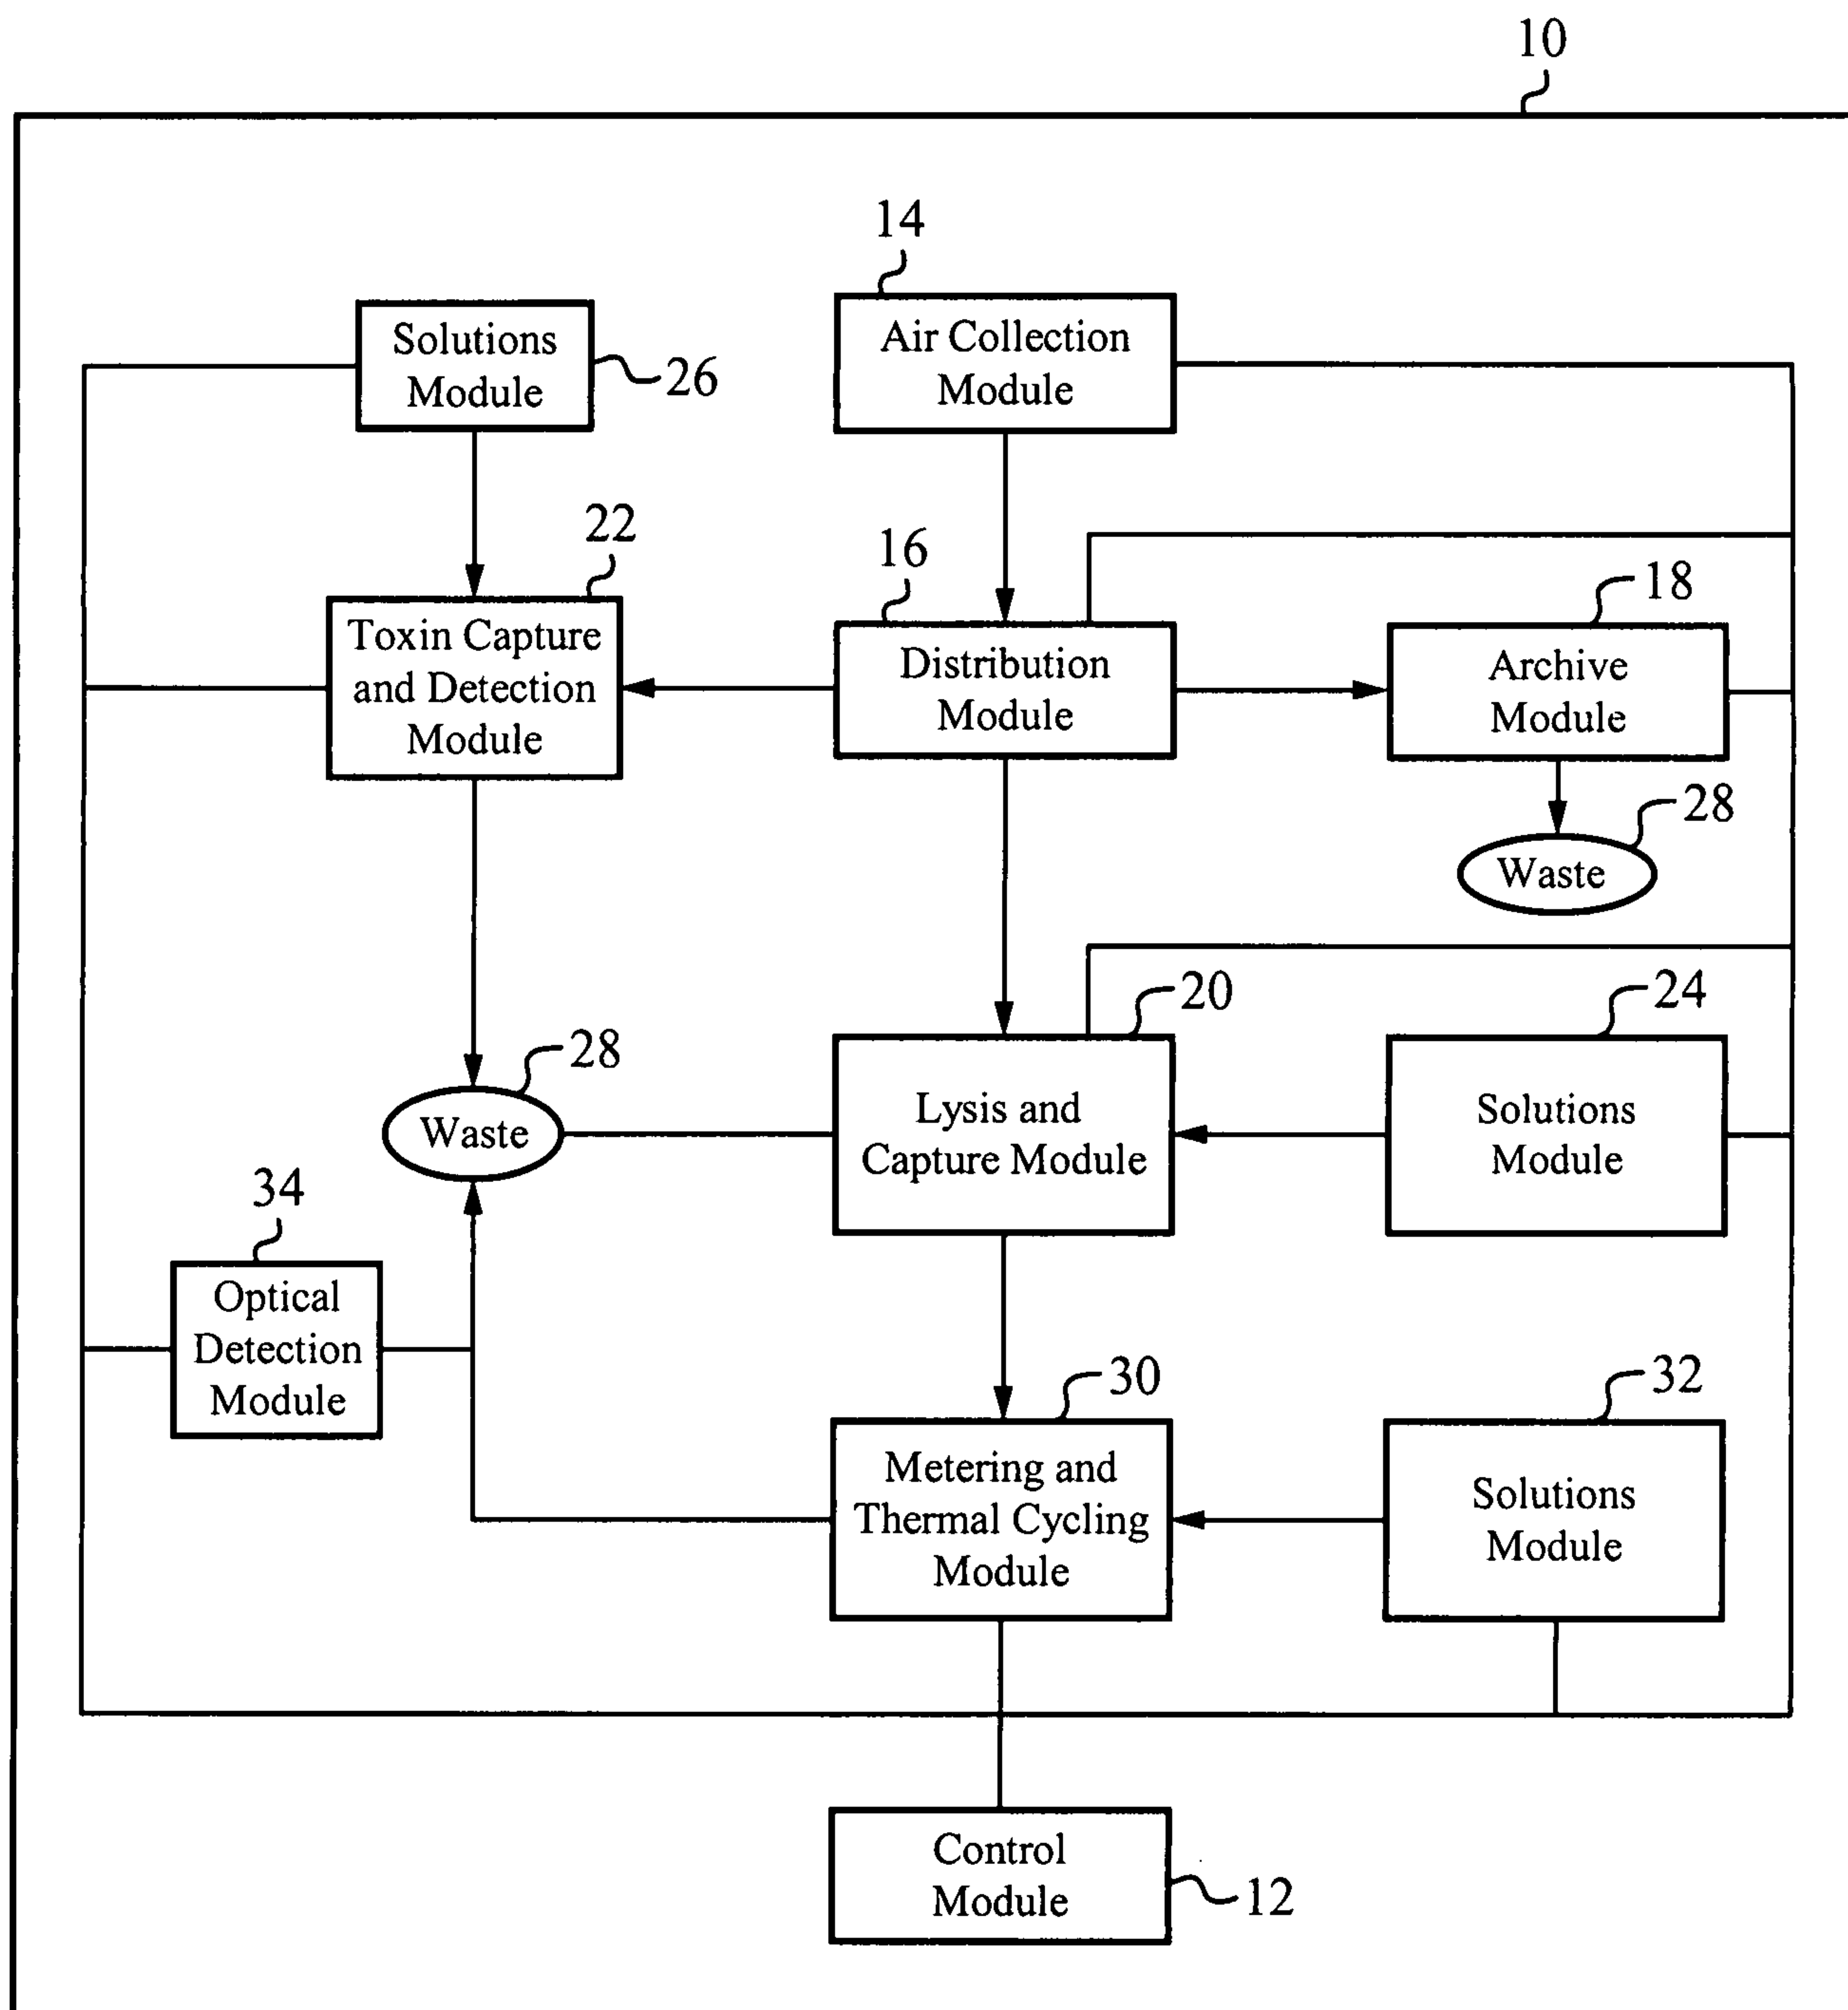 10
14
Air Collection
Module
Solutions
Module
26
22
Toxin Capture
and Detection
Module
16
Distribution
Module
18
Archive
Module
28
Waste
20
Lysis and
Capture Module
24
Solutions
Module
28
Waste
34
Optical
Detection
Module
30
Metering and
Thermal Cycling
Module
32
Solutions
Module
Control
Module
12